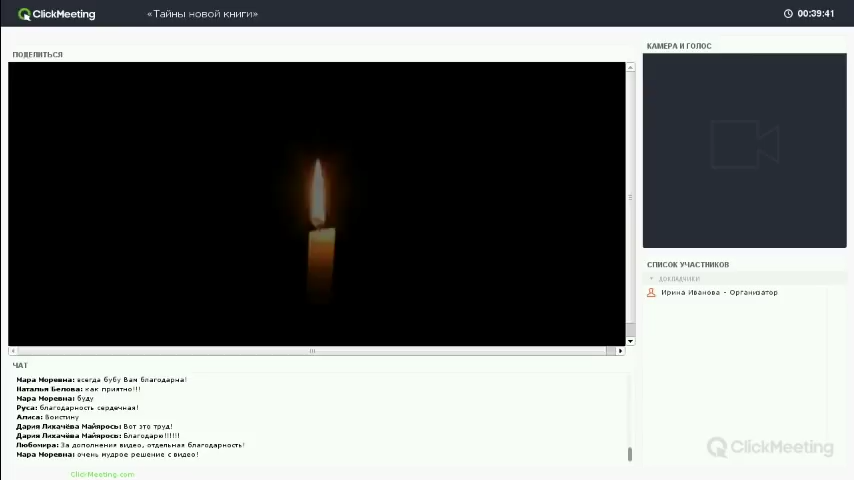 ClickMeeting
«Тайны новой книги»
00:39:41
ПОДЕЛИТЬСЯ
КАМЕРА И ГОЛОС
СПИСОК УЧАСТНИКОВ
ДОКЛАДЧИКИ
Ирина Иванова - Организатор
ЧАТ
Мара Моревна: всегда бубу Вам благодарна!
Наталья Белова: как приятно!!!
Мара Моревна: буду
Руса: благодарность сердечная!
Алиса: Воистину
Дария Лихачёва Майяросы: Вот это труд!
Дария Лихачёва Майяросы: Благодарю!!!!!!
Любомира: За дополнения видео, отдельная благодарность!
Мара Моревна: очень мудрое решение с видео!
ClickMeeting
ClickMeeting.com